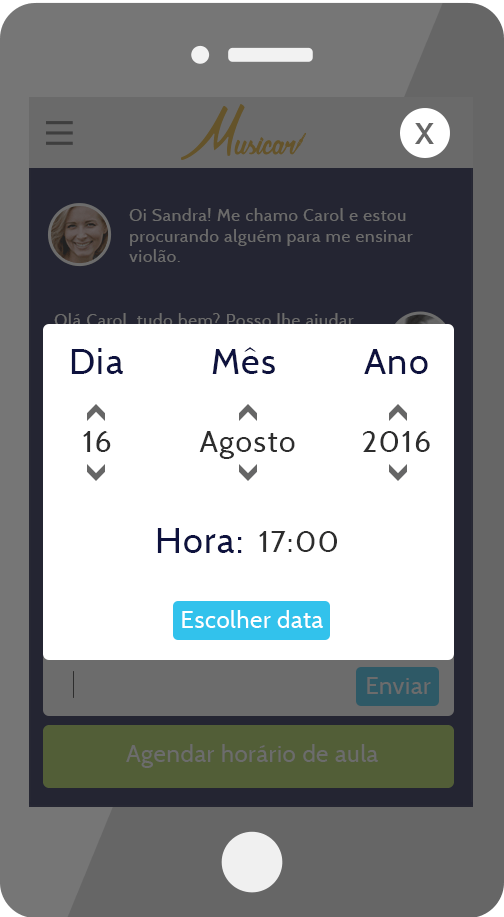 Musicar
X
Oi Sandra! Me chamo Carol e estou
procurando alguém para me ensinar
violão.
Olá Carol, tudo bem? Posso lhe ajudar
Dia Mês Ano
16 Agosto 2016
Hora: 17:00
Escolher data
Enviar
Agendar horário de aula